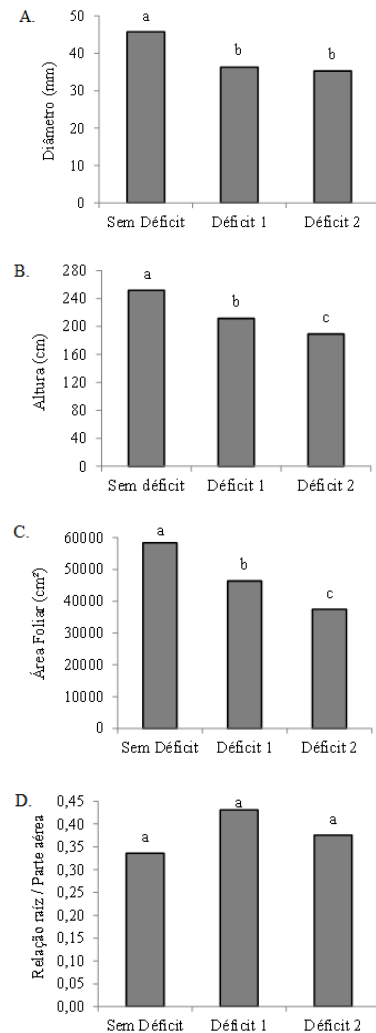 A.
Diâmetro (mm)
50
40
30
20
10
0
a
b
b
Sem Déficit
Déficit 1
Déficit 2
B.
Altura (cm)
280
240
200
160
120
80
40
0
a
b
c
Sem déficit
Déficit 1
Déficit 2
C.
Área Foliar (cm²)
60000
50000
40000
30000
20000
10000
0
a
b
c
Sem Déficit
Déficit 1
Déficit 2
D.
Relação raíz / Parte aérea
0,45
0,40
0,35
0,30
0,25
0,20
0,15
0,10
0,05
0,00
a
a
a
Sem Déficit
Déficit 1
Déficit 2